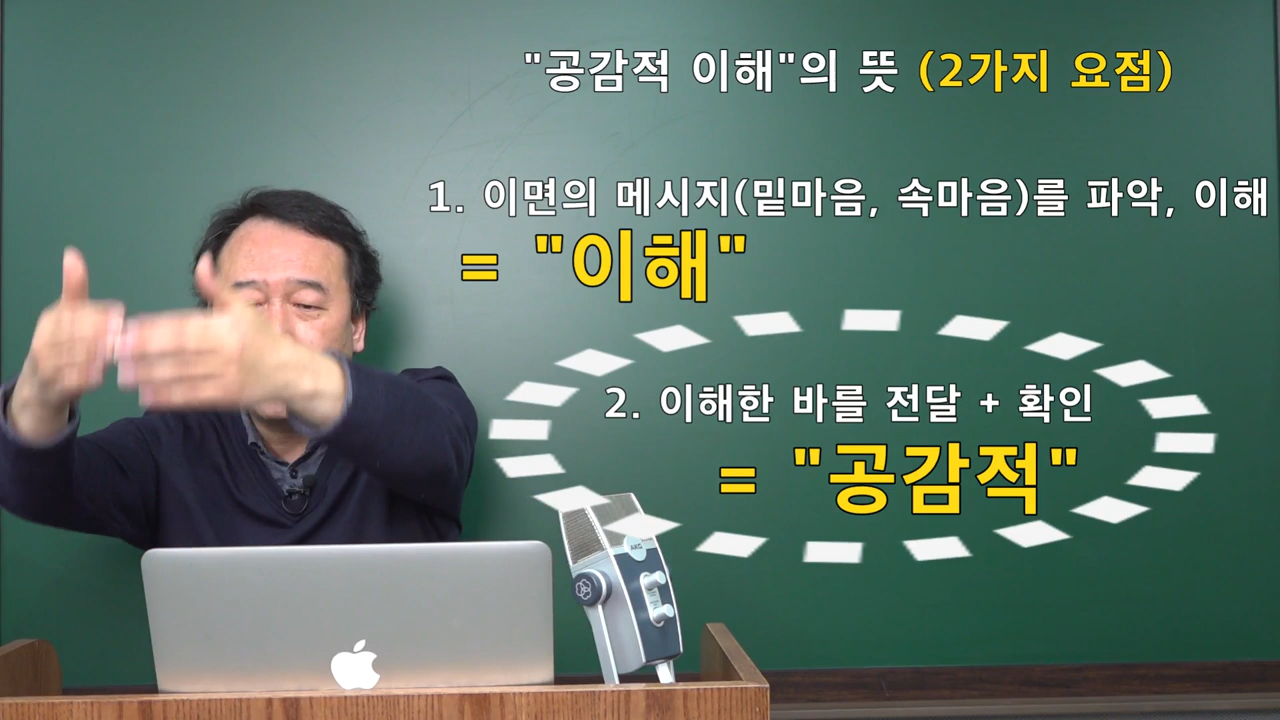 "공감적 이해"의 뜻 (2가지 요점)
1. 이면의 메시지(밑마음, 속마음)를 파악, 이해
= "이해"
2. 이해한 바를 전달 + 확인
= "공감적"
AKG